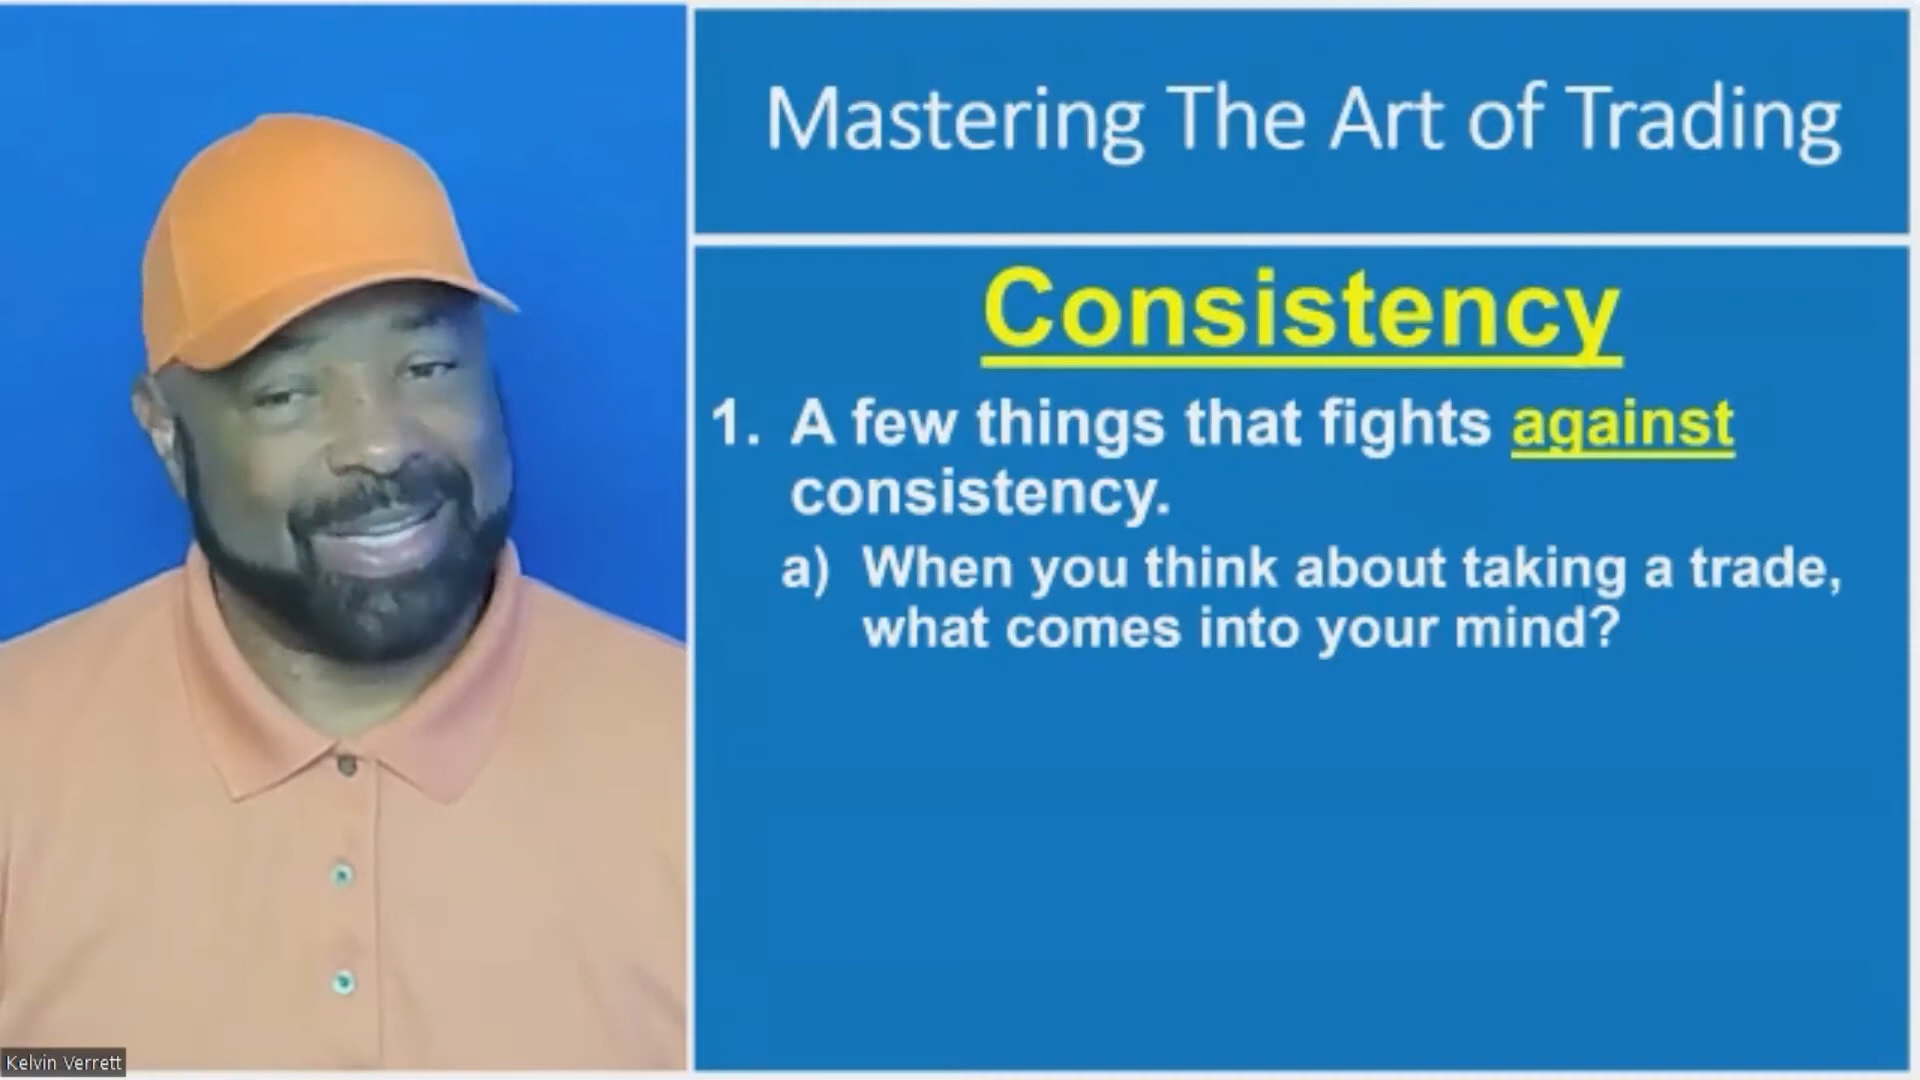 Mastering The Art of Trading
Consistency
1. A few things that fights against
consistency.
a) When you think about taking a trade,
what comes into your mind?
Kelvin Verrett